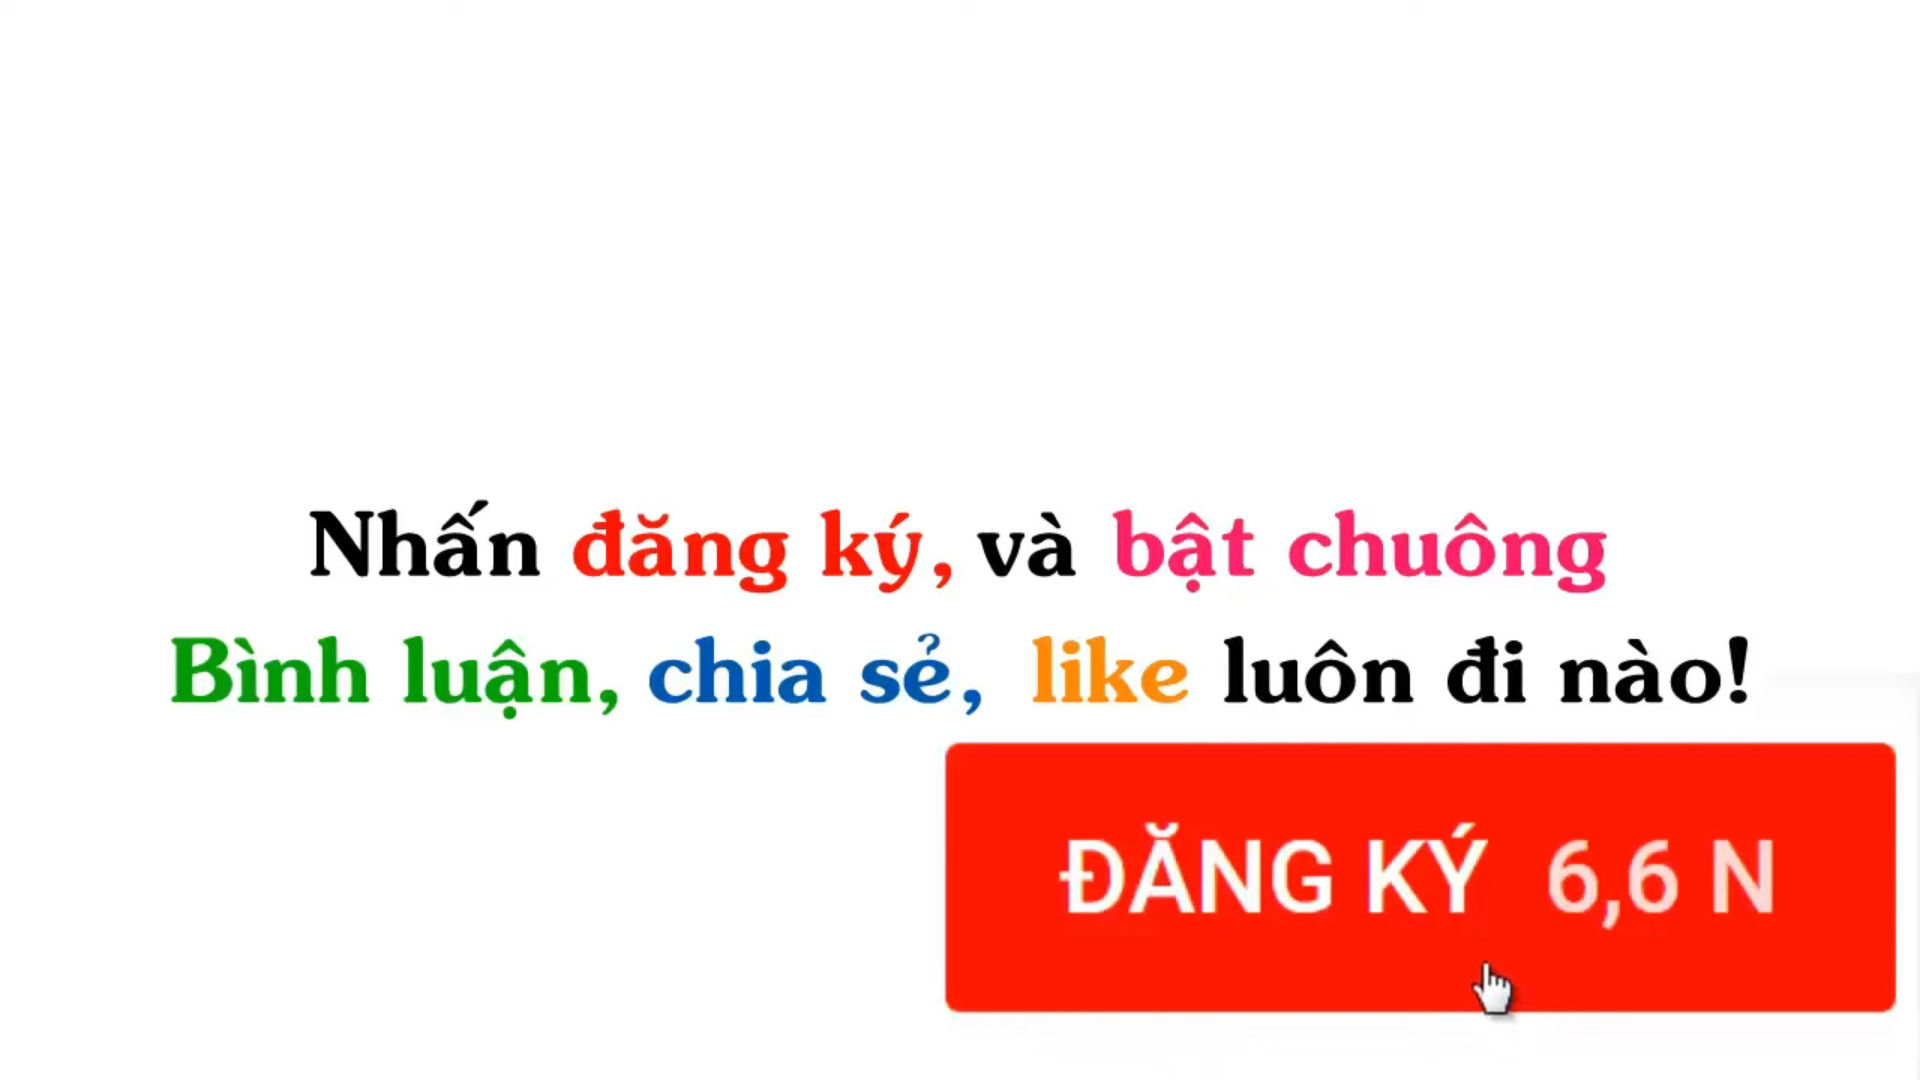 Nhấn đăng ký, và bật chuông
Bình luận, chia sẻ, like luôn đi nào!
ĐĂNG KÝ 6,6 N